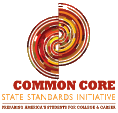 COMMON CORE
STATE STANDARDS INITIATIVE
PREPARING AMERICA'S STUDENTS FOR COLLEGE & CAREER